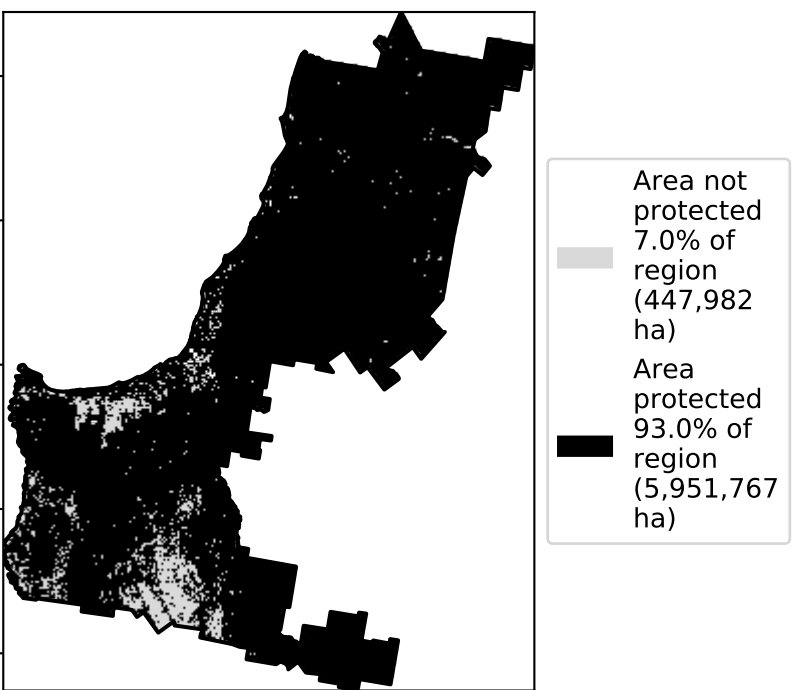 Area not
protected
7.0% of
region
(447,982
ha)
Area
protected
93.0% of
region
(5,951,767
ha)